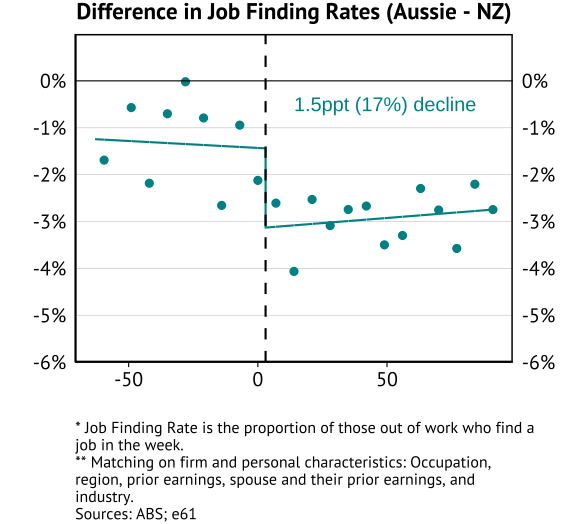 Difference in Job Finding Rates (Aussie - NZ)
0% 0%
1.5ppt (17%) decline
-1% -1%
-2% -2%
-3% -3%
-4% -4%
-5% -5%
-6% -6%
-50 0 50
* Job Finding Rate is the proportion of those out of work who find a
job in the week.
** Matching on firm and personal characteristics: Occupation,
region, prior earnings, spouse and their prior earnings, and
industry.
Sources: ABS; e61